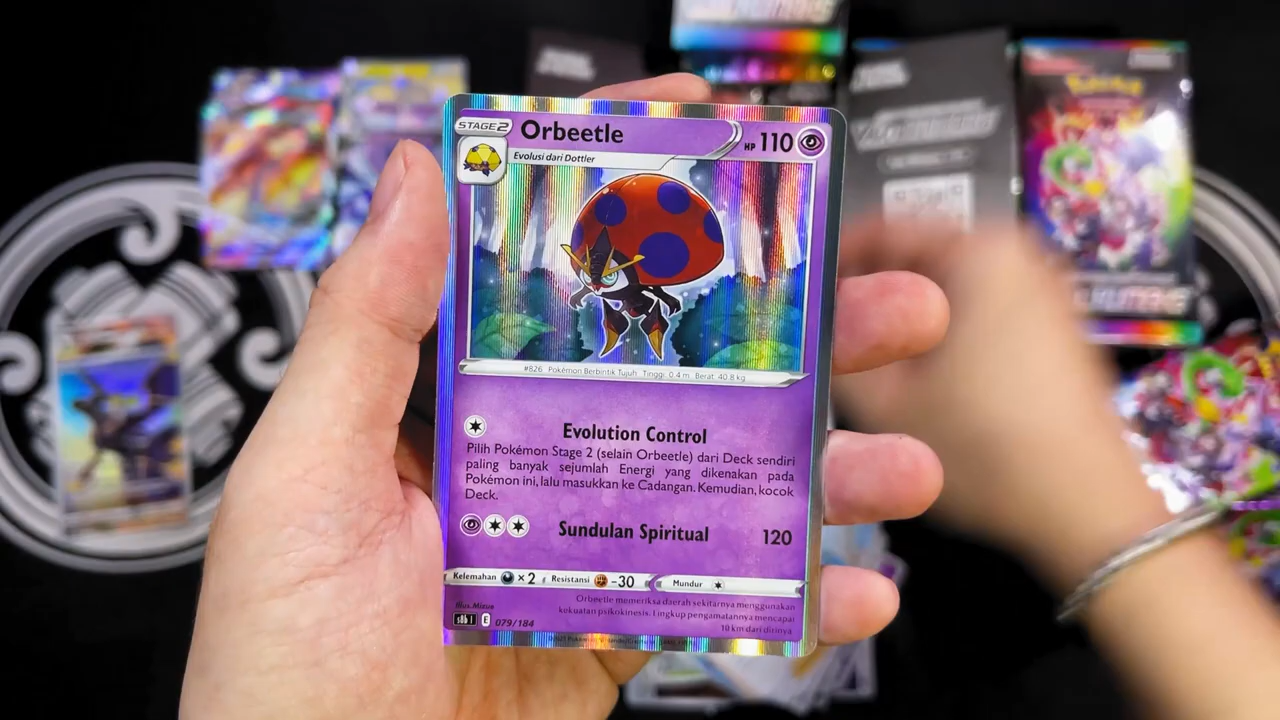 STAGE2
Orbeetle
HP 110
Evolusi dari Dottler
#826 Pokémon Berbintik Tujuh Tinggi: 0.4 m Berat: 40.8 kg
Evolution Control
Pilih Pokémon Stage 2 (selain Orbeetle) dari Deck sendiri
paling banyak sejumlah Energi yang dikenakan pada
Pokémon ini, lalu masukkan ke Cadangan. Kemudian, kocok
Deck.
Sundulan Spiritual 120
Kelemahan ×2 Resistansi -30 Mundur
Orbeetle memeriksa daerah sekitarnya menggunakan
kekuatan psikokinesis. Lingkup pengamatannya mencapai
10 km dari dirinya
Illus. Mizue
s8b I E 079/184
Pokémon